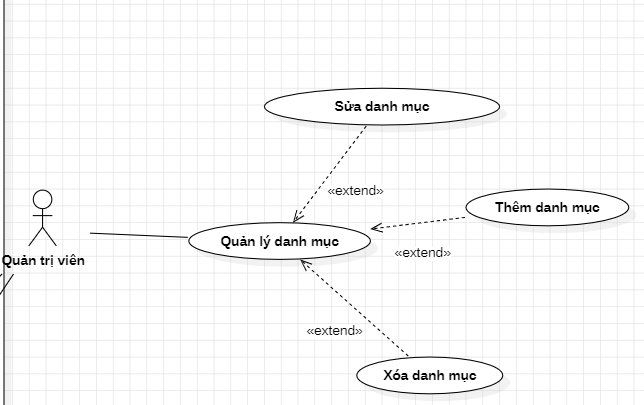 Sửa danh mục
«extend»
Thêm danh mục
Quản lý danh mục
«extend»
Quản trị viên
«extend»
Xóa danh mục